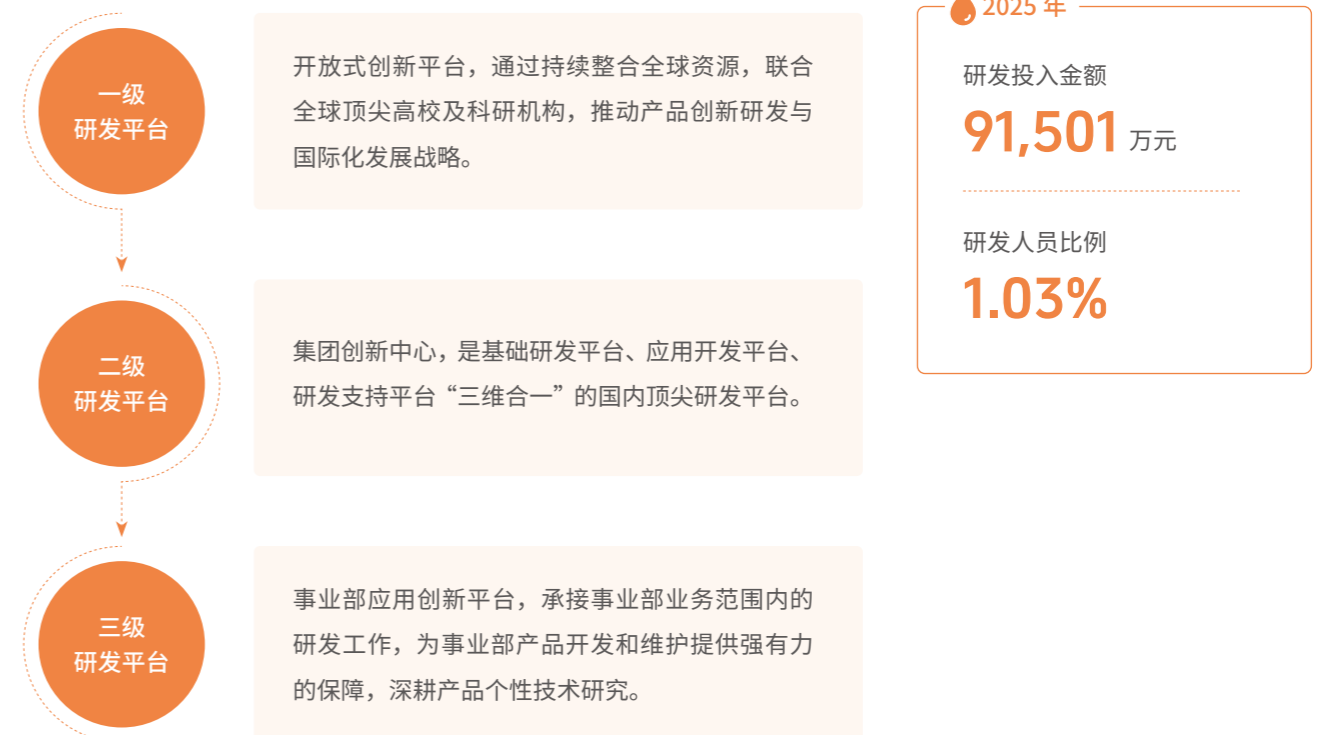 一级
研发平台
开放式创新平台，通过持续整合全球资源，联合
全球顶尖高校及科研机构，推动产品创新研发与
国际化发展战略。
二级
研发平台
集团创新中心，是基础研发平台、应用开发平台、
研发支持平台“三维合一”的国内顶尖研发平台。
三级
研发平台
事业部应用创新平台，承接事业部业务范围内的
研发工作，为事业部产品开发和维护提供强有力
的保障，深耕产品个性技术研究。
2025 年
研发投入金额
91,501 万元
研发人员比例
1.03%